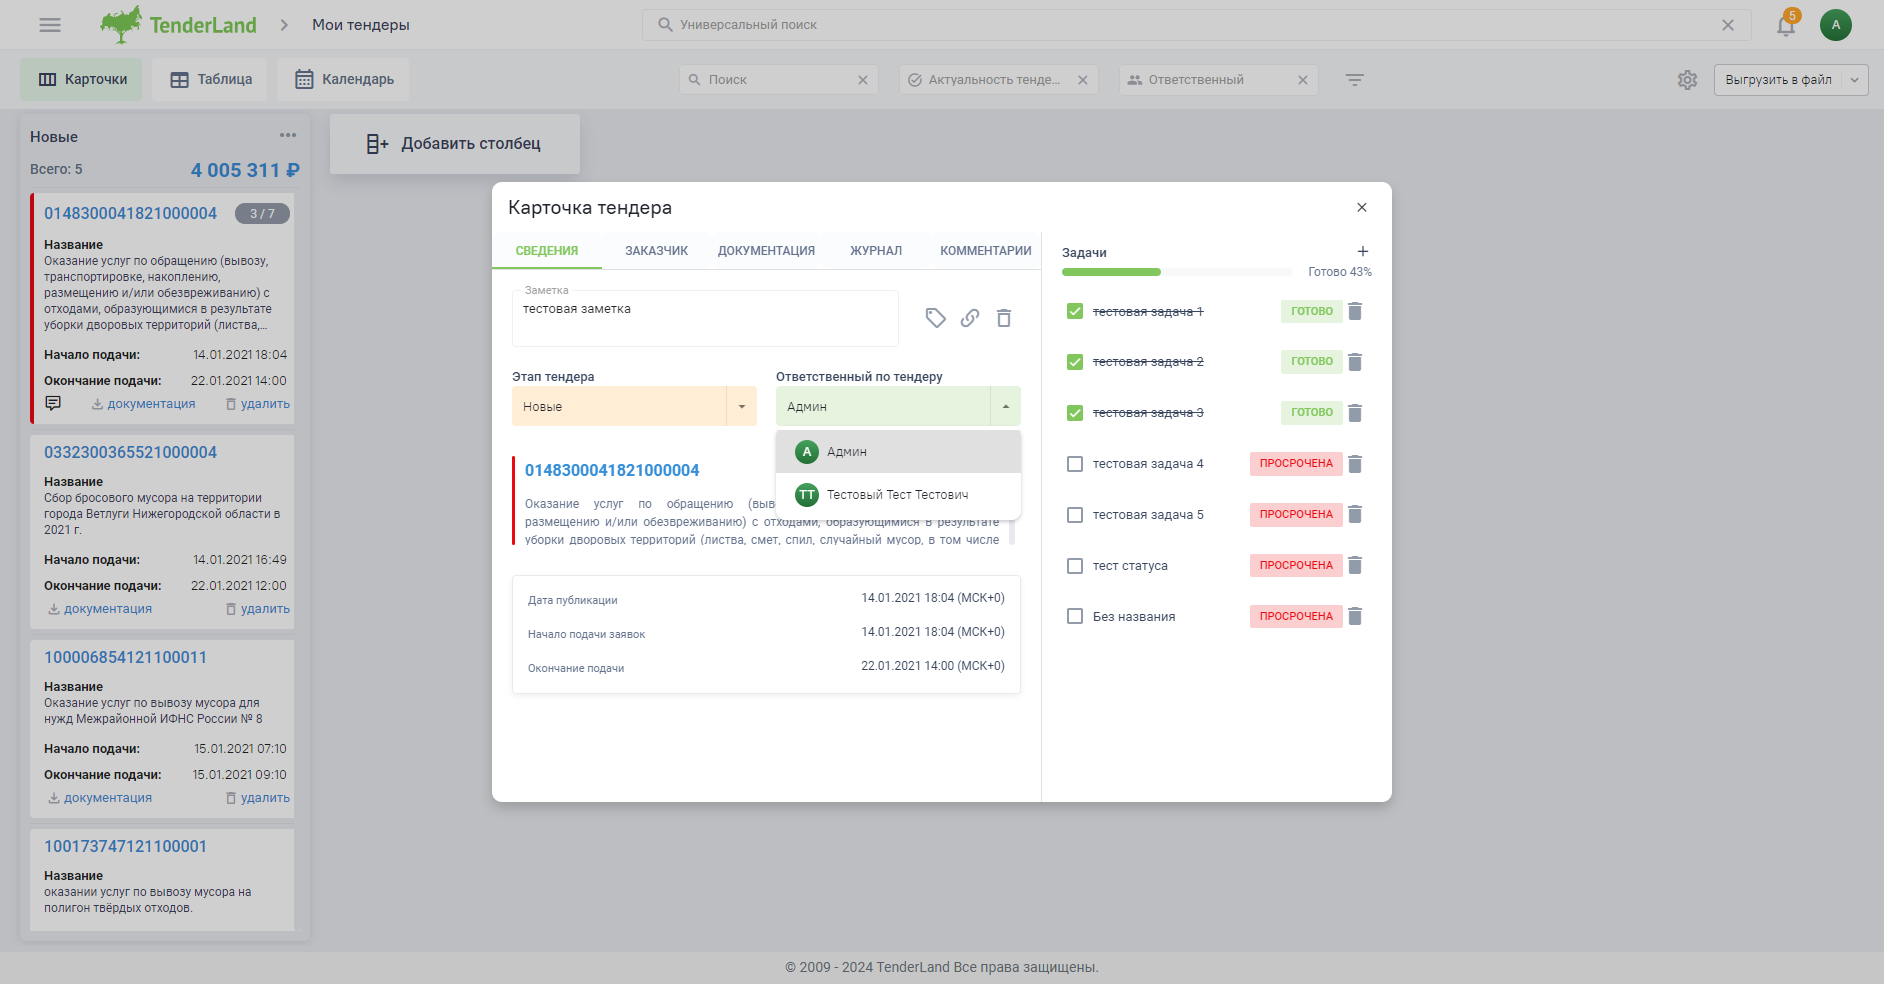 TenderLand
Мои тендеры
Универсальный поиск
5
А
Карточки
Таблица
Календарь
Поиск
Актуальность тенде...
Ответственный
Выгрузить в файл
Новые
Всего: 5
4 005 311 ₽
0148300041821000004
3 / 7
Название
Оказание услуг по обращению (вывозу,
транспортировке, накоплению,
размещению и/или обезвреживанию) с
отходами, образующимися в результате
уборки дворовых территорий (листва,...
Начало подачи: 14.01.2021 18:04
Окончание подачи: 22.01.2021 14:00
документация
удалить
0332300365521000004
Название
Сбор бросового мусора на территории
города Ветлуги Нижегородской области в
2021 г.
Начало подачи: 14.01.2021 16:49
Окончание подачи: 22.01.2021 12:00
документация
удалить
100006854121100011
Название
Оказание услуг по вывозу мусора для
нужд Межрайонной ИФНС России № 8
Начало подачи: 15.01.2021 07:10
Окончание подачи: 15.01.2021 09:10
документация
удалить
100173747121100001
Название
оказании услуг по вывозу мусора на
полигон твёрдых отходов.
Добавить столбец
Карточка тендера
СВЕДЕНИЯ
ЗАКАЗЧИК
ДОКУМЕНТАЦИЯ
ЖУРНАЛ
КОММЕНТАРИИ
Заметка
тестовая заметка
Этап тендера
Новые
Ответственный по тендеру
Админ
А Админ
ТТ Тестовый Тест Тестович
0148300041821000004
Оказание услуг по обращению (выв
размещению и/или обезвреживанию) с отходами, образующимися в результате
уборки дворовых территорий (листва, смет, спил, случайный мусор, в том числе
Дата публикации 14.01.2021 18:04 (МСК+0)
Начало подачи заявок 14.01.2021 18:04 (МСК+0)
Окончание подачи 22.01.2021 14:00 (МСК+0)
Задачи
Готово 43%
тестовая задача 1 ГОТОВО
тестовая задача 2 ГОТОВО
тестовая задача 3 ГОТОВО
тестовая задача 4 ПРОСРОЧЕНА
тестовая задача 5 ПРОСРОЧЕНА
тест статуса ПРОСРОЧЕНА
Без названия ПРОСРОЧЕНА
© 2009 - 2024 TenderLand Все права защищены.